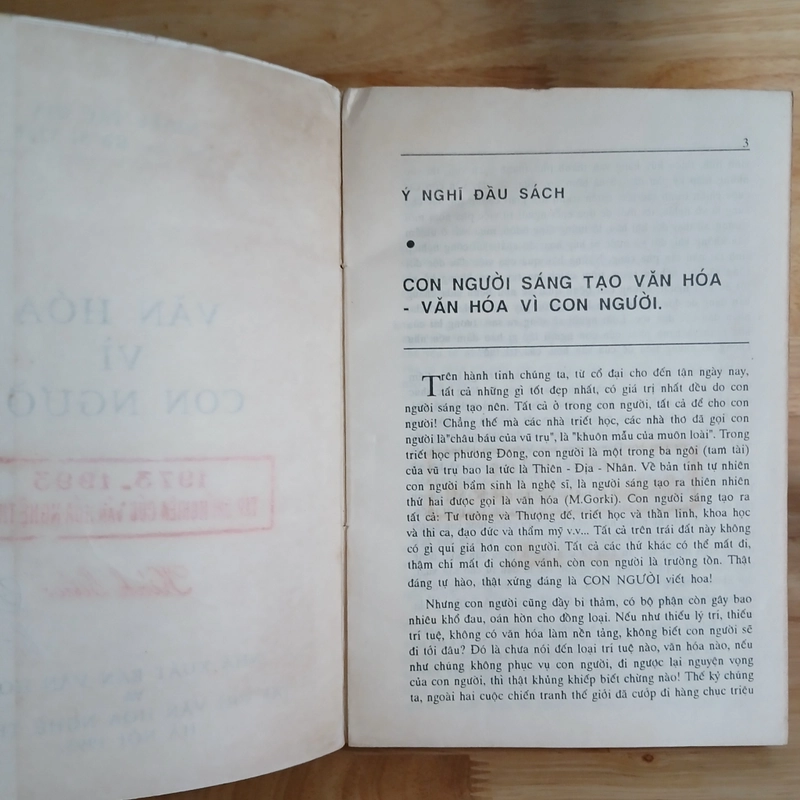 VĂN HÓA
VÌ
CON NGƯỜI
1973-1993
3
Ý NGHĨ ĐẦU SÁCH
CON NGƯỜI SÁNG TẠO VĂN HÓA
- VĂN HÓA VÌ CON NGƯỜI.
Trên hành tinh chúng ta, từ cổ đại cho đến tận ngày nay,
tất cả những gì tốt đẹp nhất, có giá trị nhất đều do con
người sáng tạo nên. Tất cả ở trong con người, tất cả để cho con
người! Chẳng thế mà các nhà triết học, các nhà thơ đã gọi con
người là"châu báu của vũ trụ", là "khuôn mẫu của muôn loài". Trong
triết học phương Đông, con người là một trong ba ngôi (tam tài)
của vũ trụ bao la tức là Thiên - Địa - Nhân. Về bản tính tự nhiên
con người bẩm sinh là nghệ sĩ, là người sáng tạo ra thiên nhiên
thứ hai được gọi là văn hóa (M.Gorki). Con người sáng tạo ra
tất cả: Tư tưởng và Thượng đế, triết học và thần linh, khoa học
và thi ca, đạo đức và thẩm mỹ v.v... Tất cả trên trái đất này không
có gì quí giá hơn con người. Tất cả các thứ khác có thể mất đi,
thậm chí mất đi chóng vánh, còn con người là trường tồn. Thật
đáng tự hào, thật xứng đáng là CON NGƯỜI viết hoa!
Nhưng con người cũng đầy bi thảm, có bộ phận còn gây bao
nhiêu khổ đau, oán hờn cho đồng loại. Nếu như thiếu lý trí, thiếu
trí tuệ, không có văn hóa làm nền tảng, không biết con người sẽ
đi tới đâu? Đó là chưa nói đến loại trí tuệ nào, văn hóa nào, nếu
như chúng không phục vụ con người, đi ngược lại nguyện vọng
của con người, thì thật khủng khiếp biết chừng nào! Thế kỷ chúng
ta, ngoài hai cuộc chiến tranh thế giới đã cướp đi hàng chục triệu